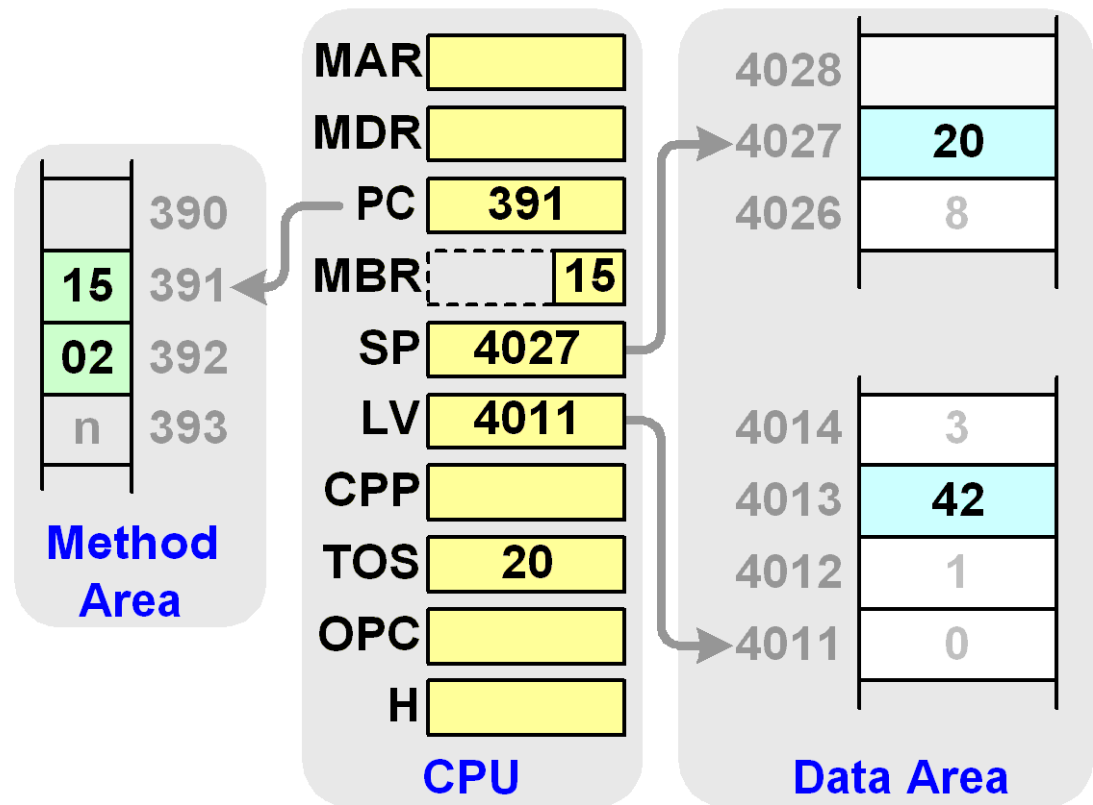 390
15 391
02 392
n 393
Method
Area
MAR
MDR
PC 391
MBR 15
SP 4027
LV 4011
CPP
TOS 20
OPC
H
CPU
4028
4027 20
4026 8
4014 3
4013 42
4012 1
4011 0
Data Area